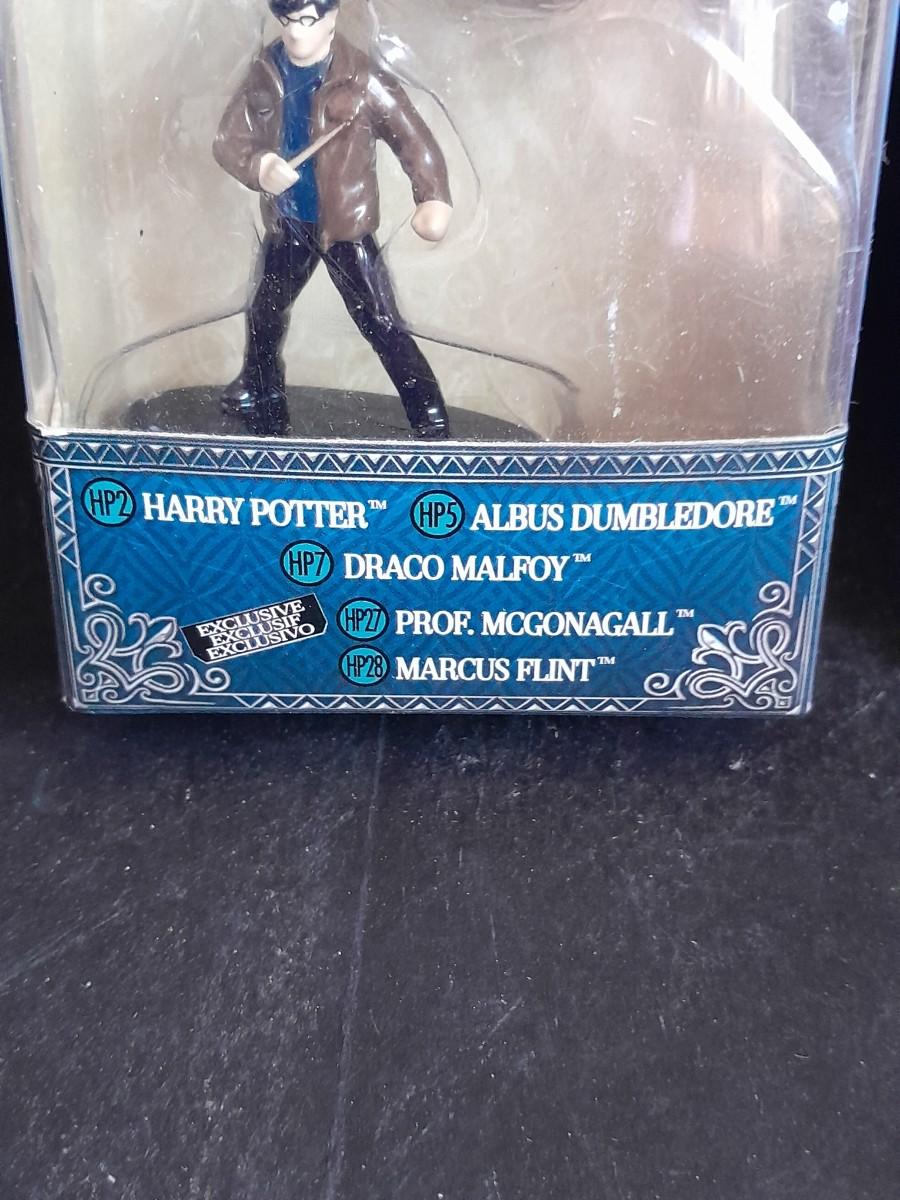 HP2 HARRY POTTER™ HP5 ALBUS DUMBLEDORE™
HP7 DRACO MALFOY™
EXCLUSIVE
EXCLUSIF
EXCLUSIVO
HP27 PROF. MCGONAGALL™
HP28 MARCUS FLINT™